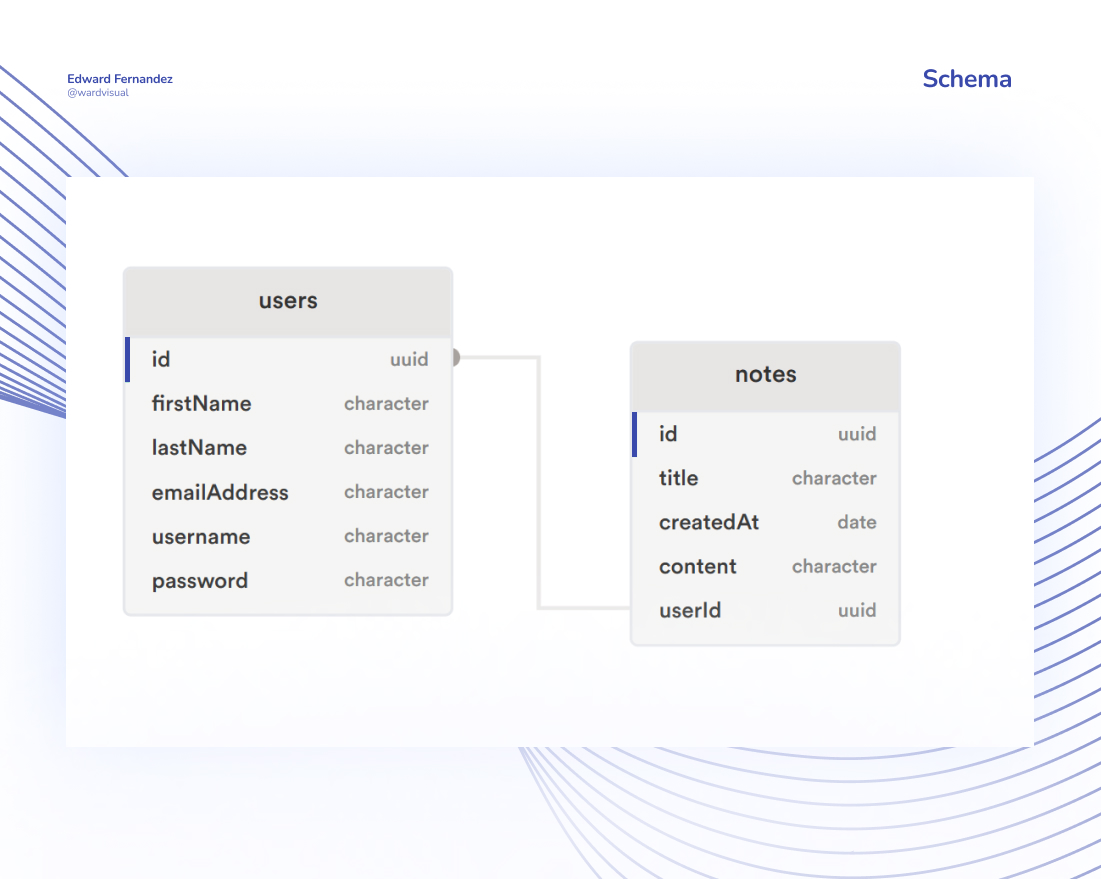 Edward Fernandez
@wardvisual
Schema
users
id uuid
firstName character
lastName character
emailAddress character
username character
password character
notes
id uuid
title character
createdAt date
content character
userId uuid